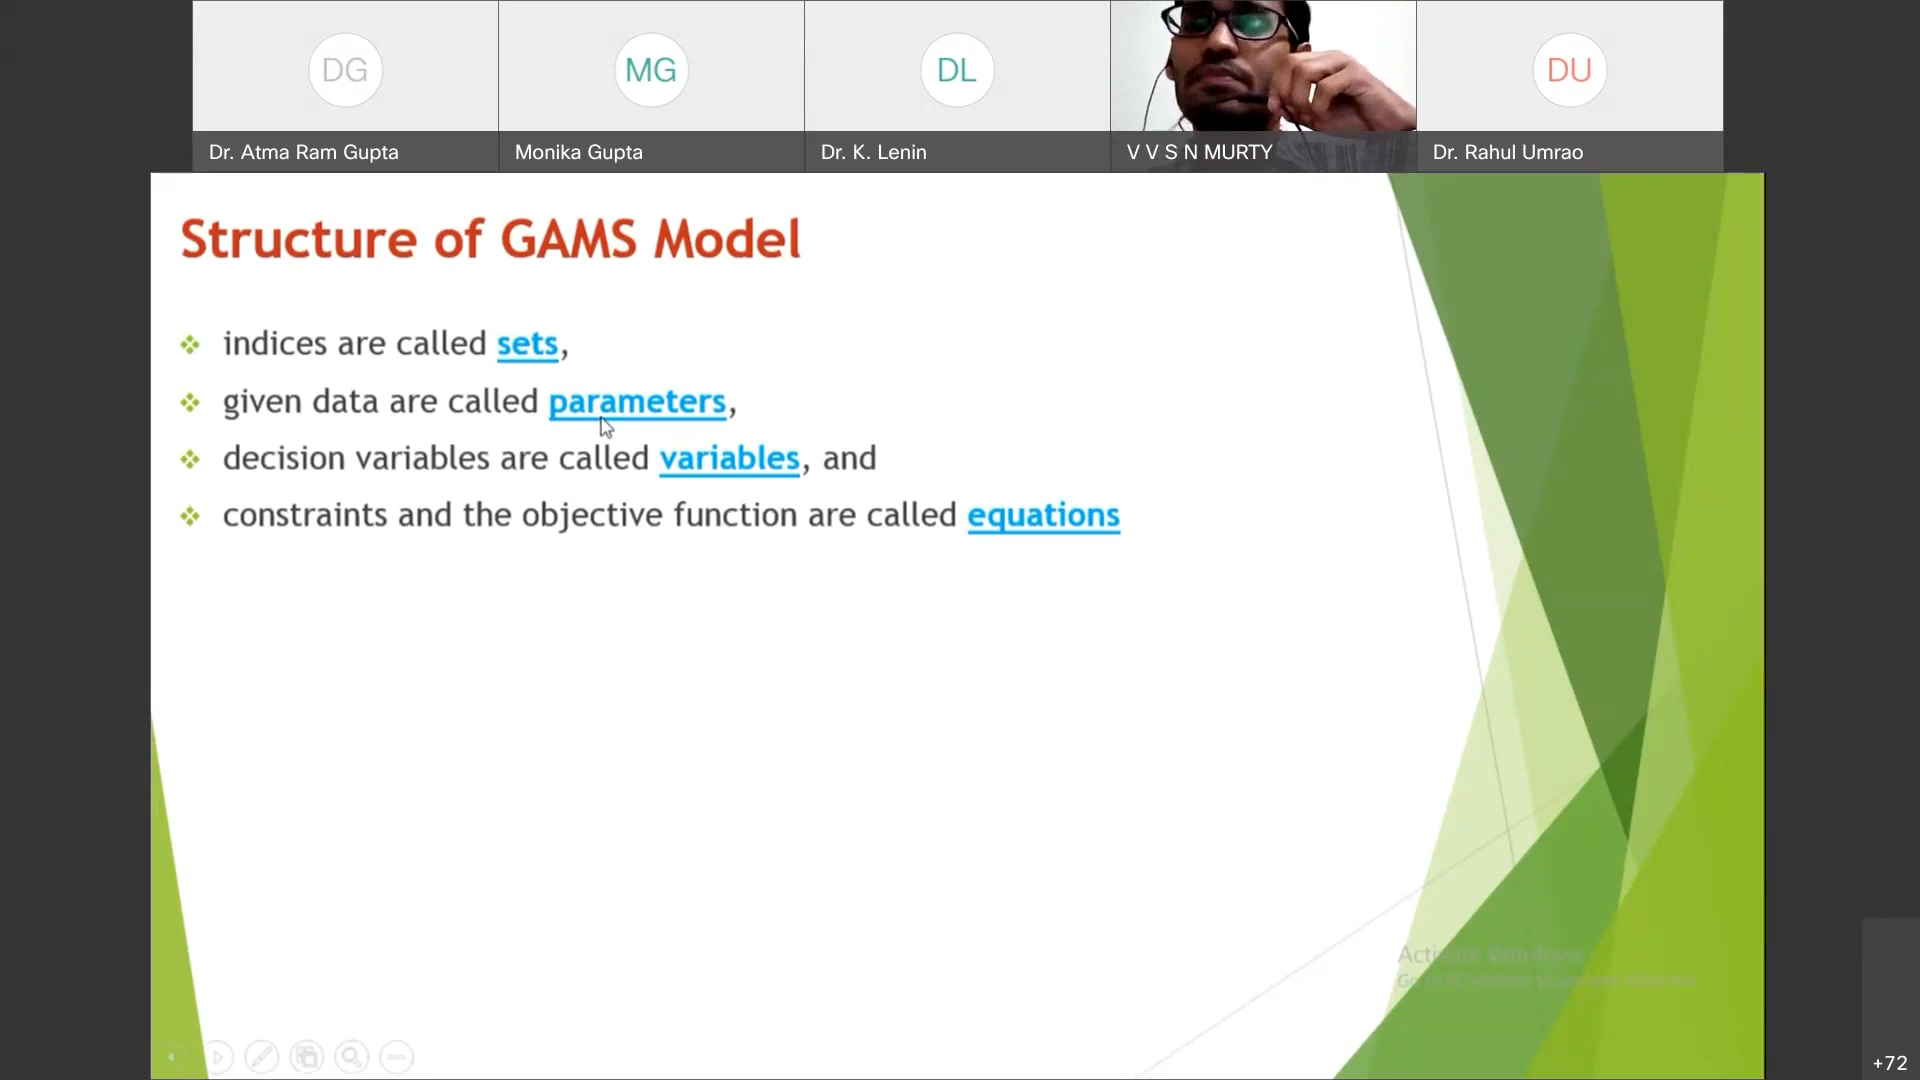 DG
MG
DL
DU
Dr. Atma Ram Gupta
Monika Gupta
Dr. K. Lenin
V V S N MURTY
Dr. Rahul Umrao
Structure of GAMS Model
indices are called sets,
given data are called parameters,
decision variables are called variables, and
constraints and the objective function are called equations
Activate Windows
+72